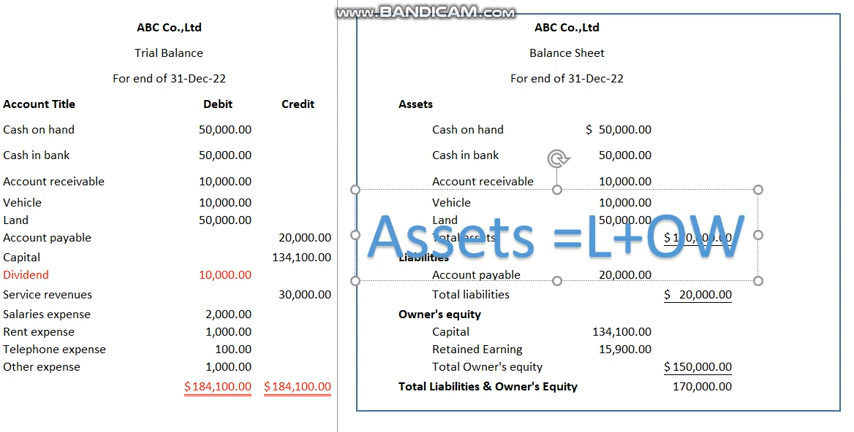 www.BANDICAM.com
ABC Co.,Ltd
Trial Balance
For end of 31-Dec-22
Account Title Debit Credit
Cash on hand 50,000.00
Cash in bank 50,000.00
Account receivable 10,000.00
Vehicle 10,000.00
Land 50,000.00
Account payable 20,000.00
Capital 134,100.00
Dividend 10,000.00
Service revenues 30,000.00
Salaries expense 2,000.00
Rent expense 1,000.00
Telephone expense 100.00
Other expense 1,000.00
$184,100.00 $184,100.00
ABC Co.,Ltd
Balance Sheet
For end of 31-Dec-22
Assets
Cash on hand $ 50,000.00
Cash in bank 50,000.00
Account receivable 10,000.00
Vehicle 10,000.00
Land 50,000.00
Assets =L+OW
Total assets $170,000.00
Liabilities
Account payable 20,000.00
Total liabilities $ 20,000.00
Owner's equity
Capital 134,100.00
Retained Earning 15,900.00
Total Owner's equity $150,000.00
Total Liabilities & Owner's Equity 170,000.00